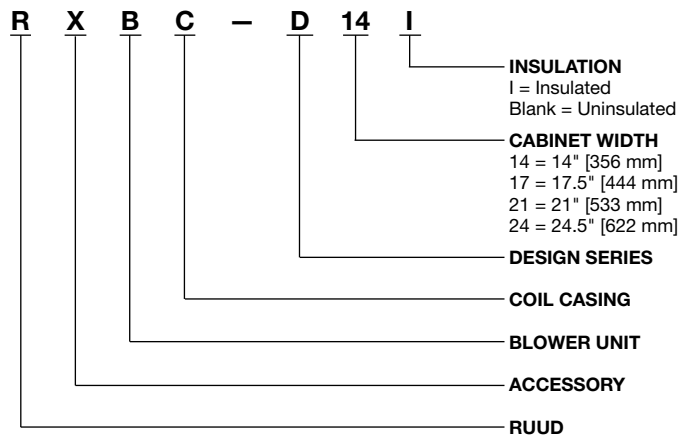 R X B C — D 14 I
INSULATION
I = Insulated
Blank = Uninsulated
CABINET WIDTH
14 = 14" [356 mm]
17 = 17.5" [444 mm]
21 = 21" [533 mm]
24 = 24.5" [622 mm]
DESIGN SERIES
COIL CASING
BLOWER UNIT
ACCESSORY
RUUD